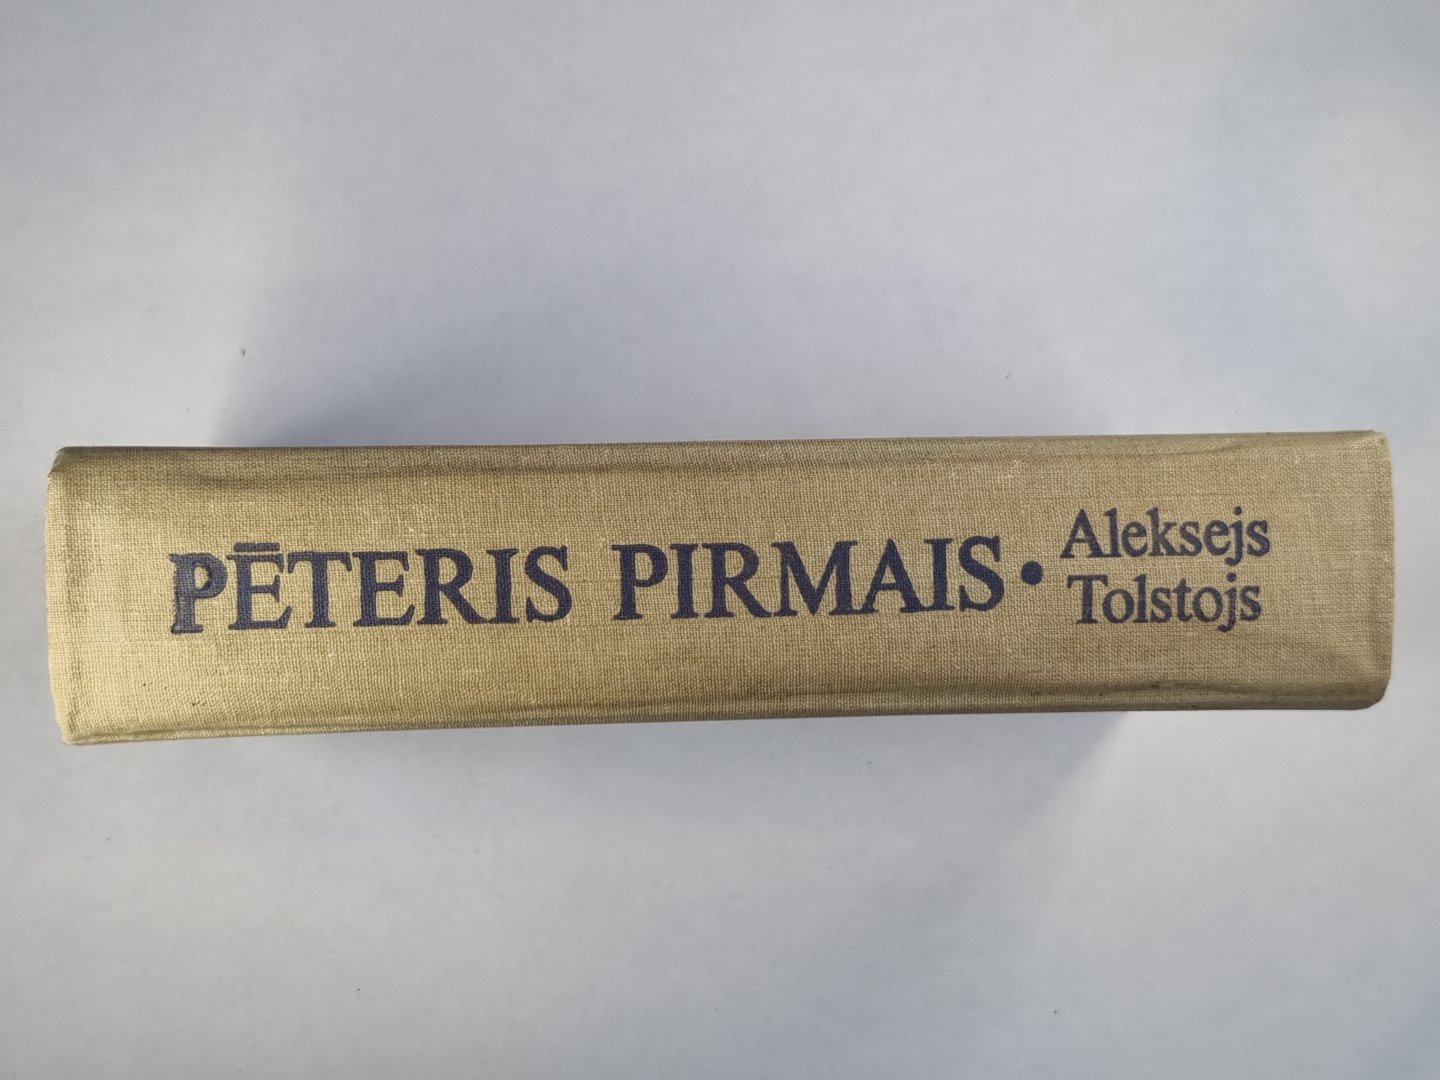 PĒTERIS PIRMAIS •
Aleksejs
Tolstojs